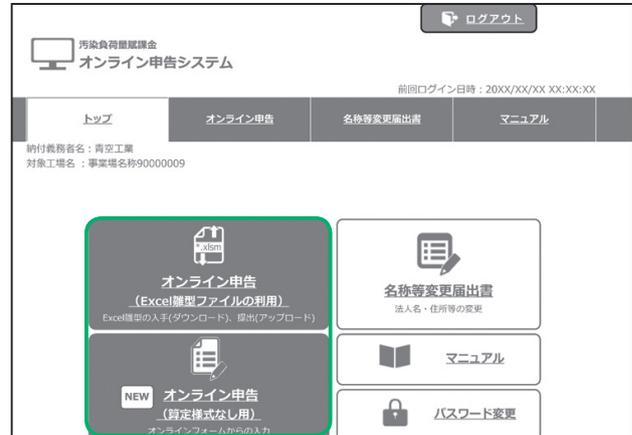 ログアウト
汚染負荷量賦課金
オンライン申告システム
前回ログイン日時：20XX/XX/XX XX:XX:XX
トップ
オンライン申告
名称等変更届出書
マニュアル
納付義務者名：青空工業
対象工場名 ：事業場名称90000009
*.xlsm
オンライン申告
（Excel雛型ファイルの利用）
Excel雛型の入手(ダウンロード)、提出(アップロード)
名称等変更届出書
法人名・住所等の変更
マニュアル
NEW オンライン申告
（算定様式なし用）
オンラインフォームからの入力
パスワード変更